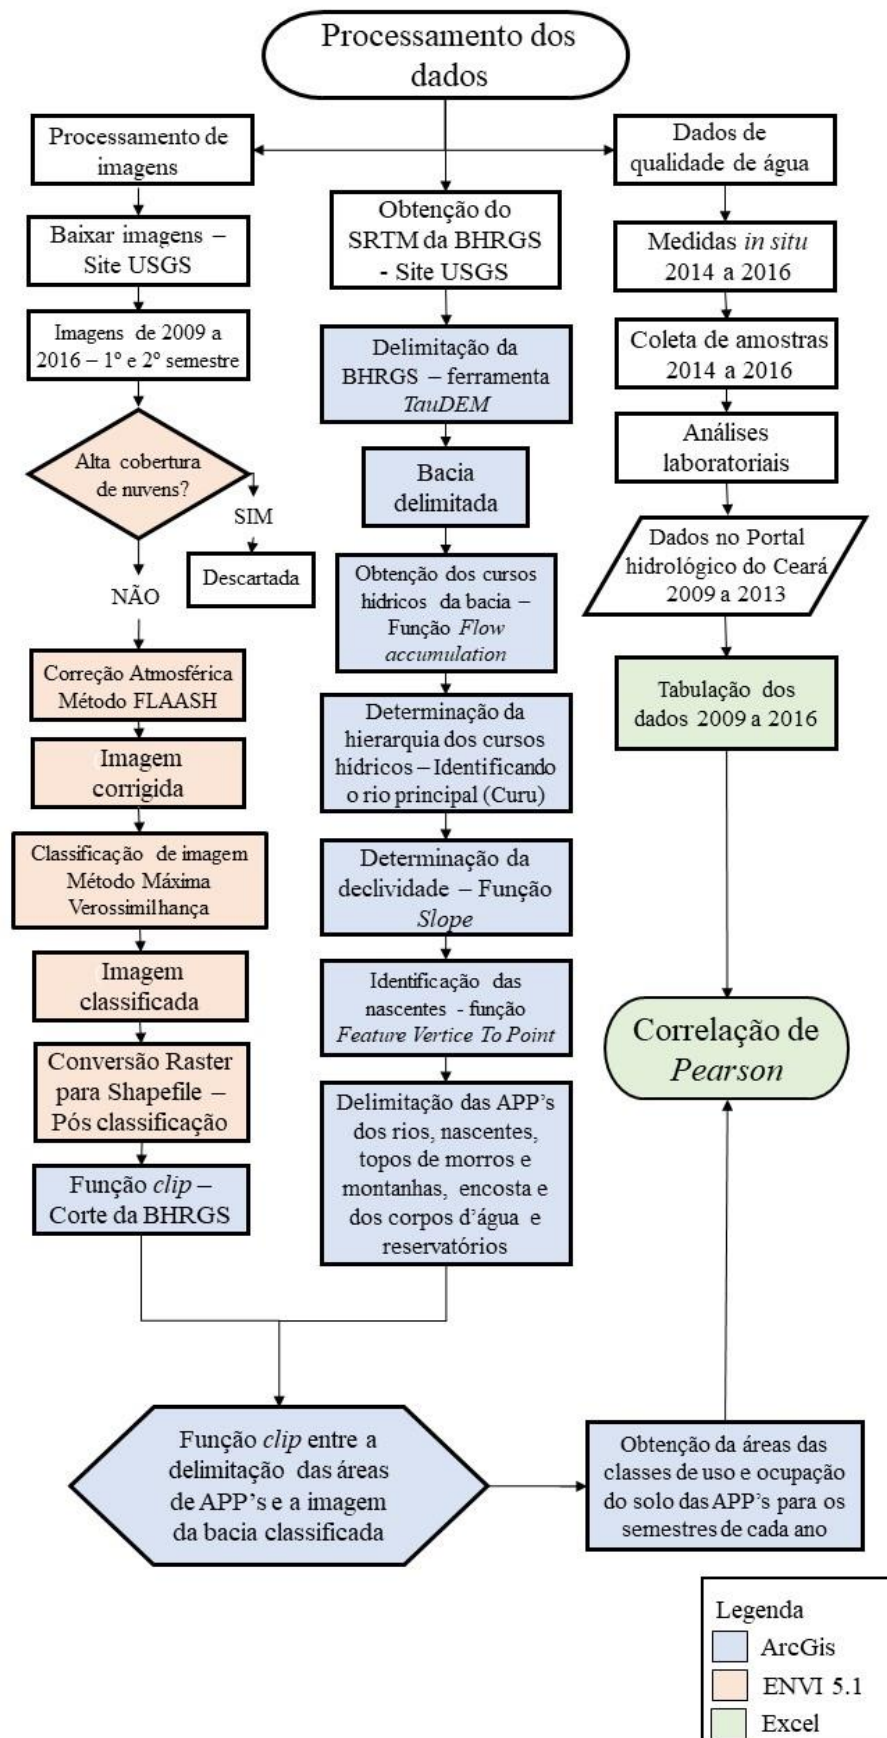 Processamento dos
dados
Processamento de
imagens
Baixar imagens –
Site USGS
Imagens de 2009 a
2016 – 1º e 2º semestre
Alta cobertura
de nuvens?
SIM
Descartada
NÃO
Correção Atmosférica
Método FLAASH
Imagem
corrigida
Classificação de imagem
Método Máxima
Verossimilhança
Imagem
classificada
Conversão Raster
para Shapefile –
Pós classificação
Função clip –
Corte da BHRGS
Obtenção do
SRTM da BHRGS
- Site USGS
Delimitação da
BHRGS – ferramenta
TauDEM
Bacia
delimitada
Obtenção dos cursos
hídricos da bacia –
Função Flow
accumulation
Determinação da
hierarquia dos cursos
hídricos – Identificando
o rio principal (Curu)
Determinação da
declividade – Função
Slope
Identificação das
nascentes - função
Feature Vertice To Point
Delimitação das APP's
dos rios, nascentes,
topos de morros e
montanhas, encosta e
dos corpos d'água e
reservatórios
Dados de
qualidade de água
Medidas in situ
2014 a 2016
Coleta de amostras
2014 a 2016
Análises
laboratoriais
Dados no Portal
hidrológico do Ceará
2009 a 2013
Tabulação dos
dados 2009 a 2016
Correlação de
Pearson
Função clip entre a
delimitação das áreas
de APP's e a imagem
da bacia classificada
Obtenção da áreas das
classes de uso e ocupação
do solo das APP's para os
semestres de cada ano
Legenda
ArcGis
ENVI 5.1
Excel